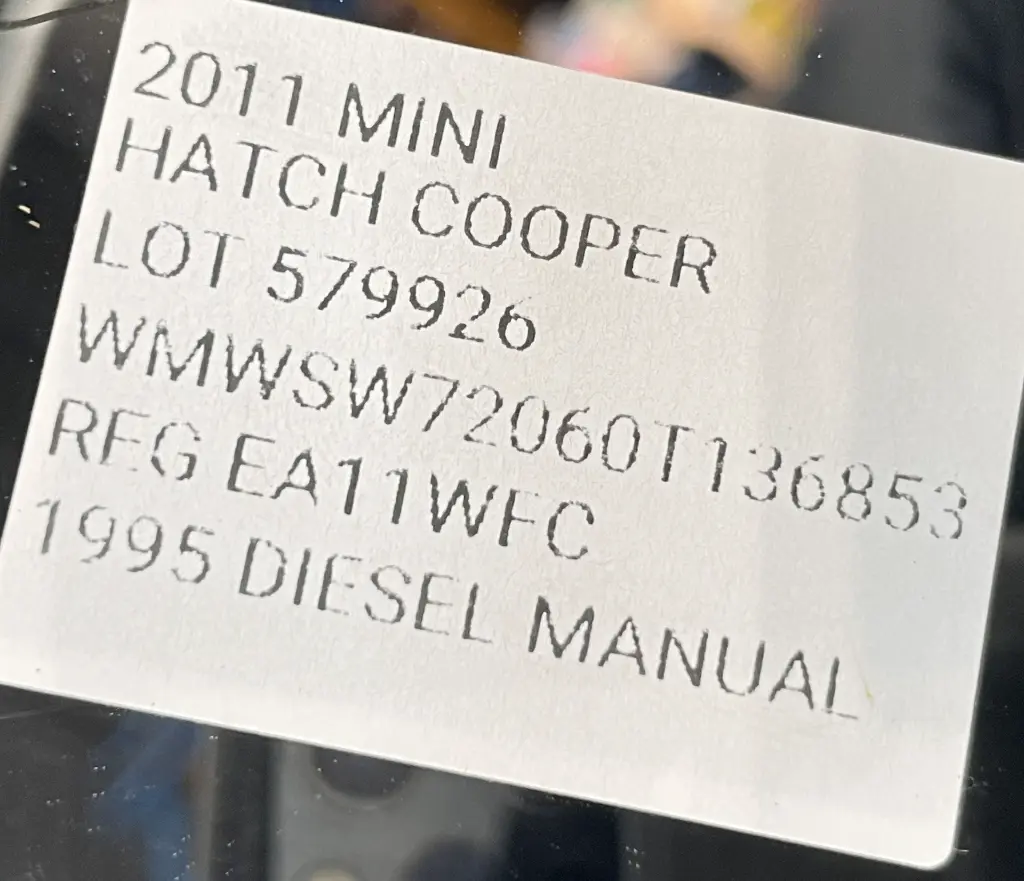 2011 MINI
HATCH COOPER
LOT 579926
WMWSW72060T136853
REG EA11WFC
1995 DIESEL MANUAL